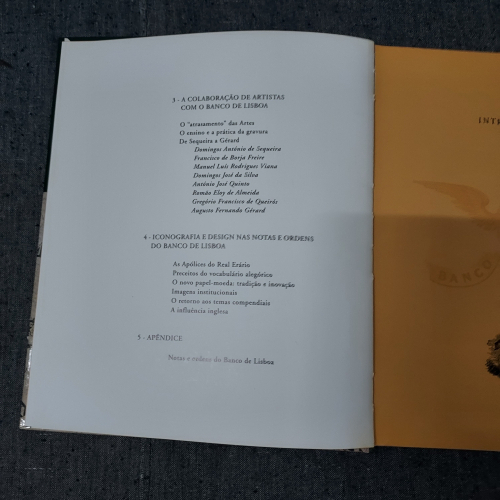 3 - A COLABORAÇÃO DE ARTISTAS
COM O BANCO DE LISBOA
O "atrasamento" das Artes
O ensino e a prática da gravura
De Sequeira a Gérard
Domingos António de Sequeira
Francisco de Borja Freire
Manuel Luís Rodrigues Viana
Domingos José da Silva
António José Quinto
Romão Eloy de Almeida
Gregório Francisco de Queirós
Augusto Fernando Gérard
4 - ICONOGRAFIA E DESIGN NAS NOTAS E ORDENS
DO BANCO DE LISBOA
As Apólices do Real Erário
Preceitos do vocabulário alegórico
O novo papel-moeda: tradição e inovação
Imagens institucionais
O retorno aos temas compendiais
A influência inglesa
5 - APÊNDICE
Notas e ordens do Banco de Lisboa
INTR
BANCO